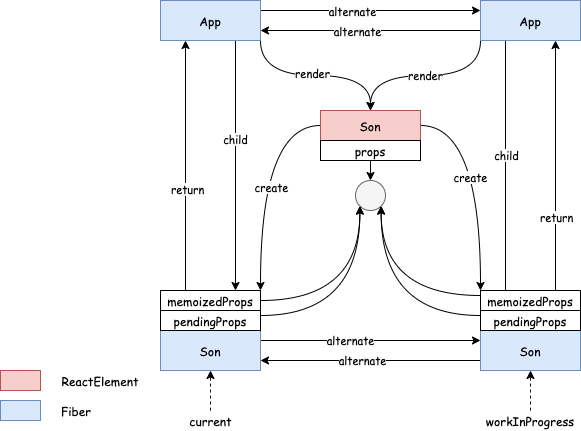 App
alternate
alternate
App
render
render
Son
props
child
child
return
create
create
return
memoizedProps
pendingProps
Son
memoizedProps
pendingProps
Son
alternate
alternate
ReactElement
Fiber
current
workInProgress